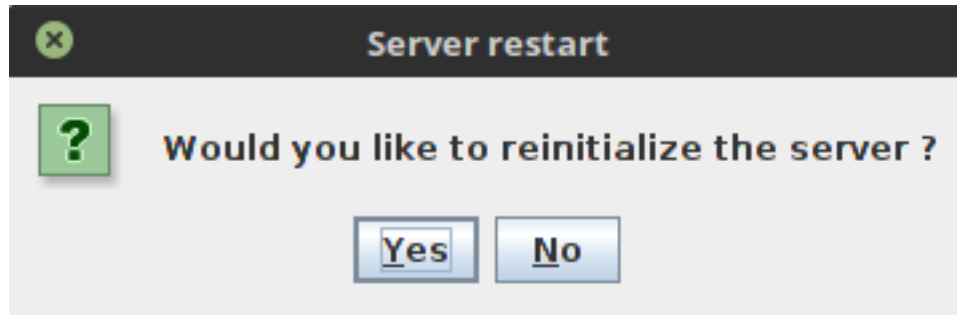 Server restart
Would you like to reinitialize the server ?
Yes No